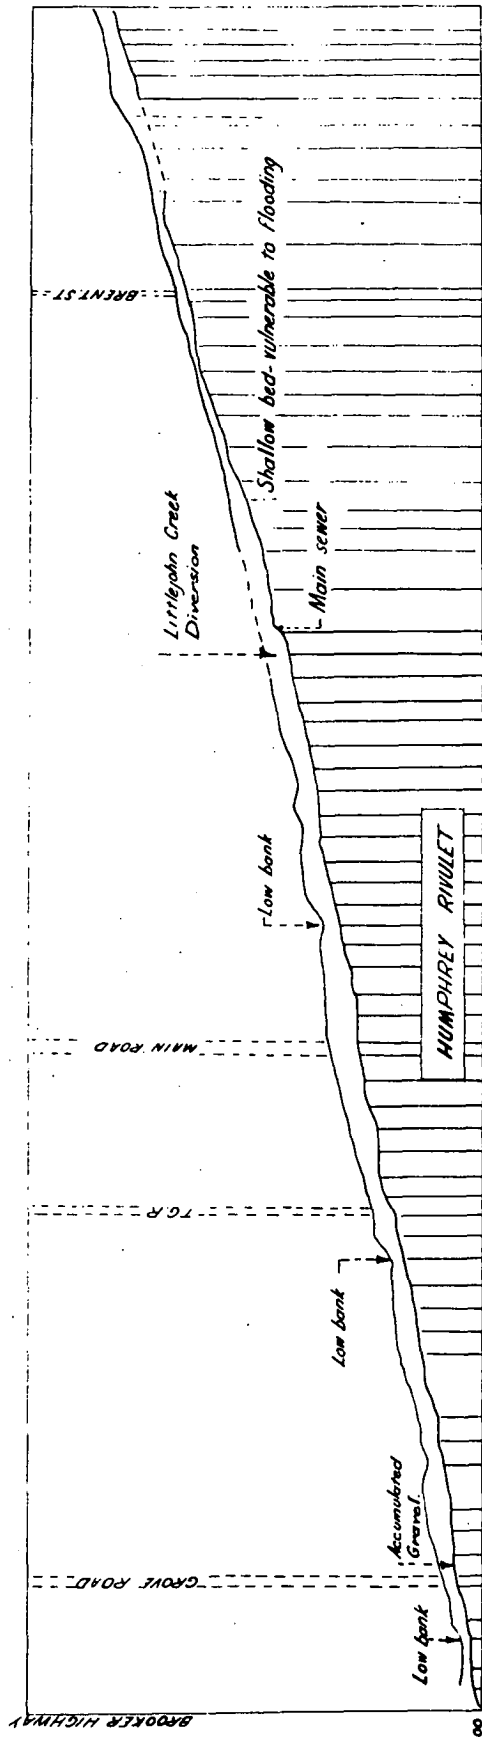 BROOKER HIGHWAY
00
Low bank
GROVE ROAD
Accumulated
Gravel.
Low bank
T.G.R
MAIN ROAD
Low bank
HUMPHREY RIVULET
Littlejohn Creek
Diversion
Main sewer
Shallow bed-vulnerable to flooding
BRENT.ST